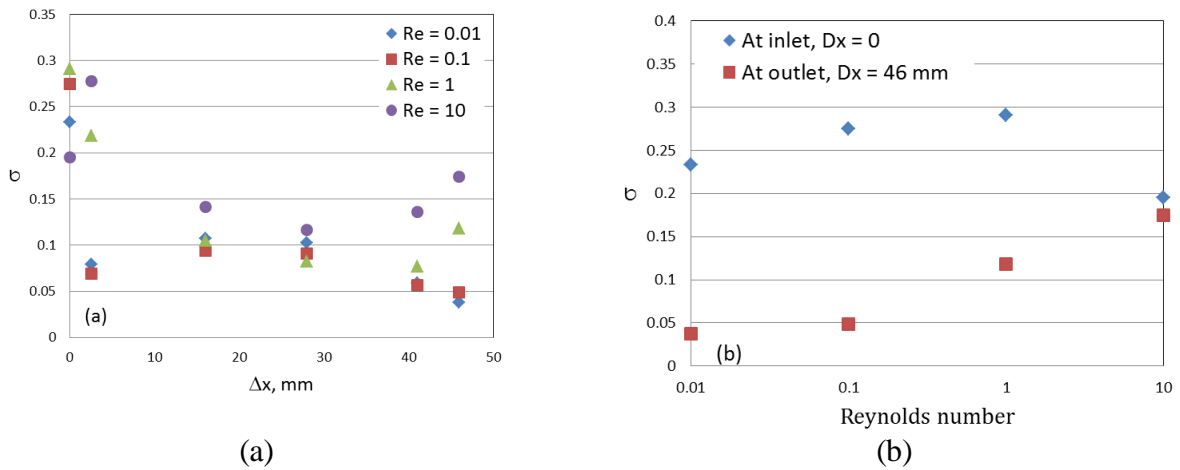 0.35
0.3
0.25
0.2
0.15
0.1
0.05
0
σ
Re = 0.01
Re = 0.1
Re = 1
Re = 10
(a)
0 10 20 30 40 50
Δx, mm
(a)
0.4
0.35
0.3
0.25
0.2
0.15
0.1
0.05
0
σ
At inlet, Dx = 0
At outlet, Dx = 46 mm
(b)
0.01 0.1 1 10
Reynolds number
(b)